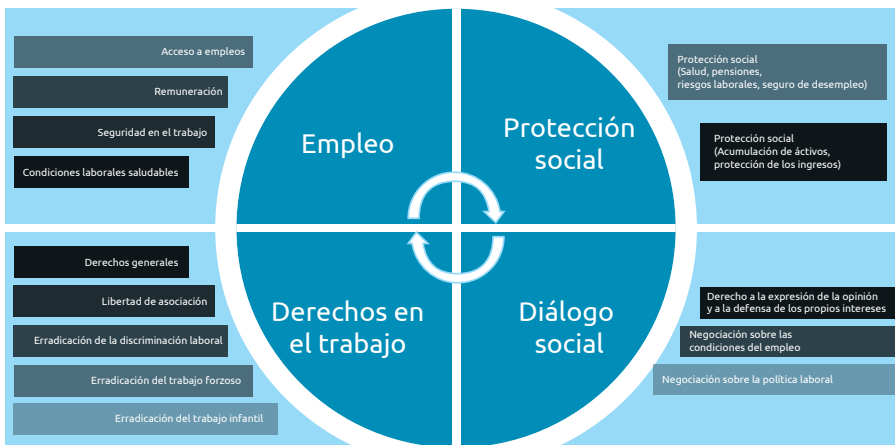 Acceso a empleos
Remuneración
Seguridad en el trabajo
Condiciones laborales saludables
Empleo
Protección
social
Protección social
(Salud, pensiones,
riesgos laborales, seguro de desempleo)
Protección social
(Acumulación de áctivos,
protección de los ingresos)
Derechos generales
Libertad de asociación
Erradicación de la discriminación laboral
Erradicación del trabajo forzoso
Erradicación del trabajo infantil
Derechos en
el trabajo
Diálogo
social
Derecho a la expresión de la opinión
y a la defensa de los propios intereses
Negociación sobre las
condiciones del empleo
Negociación sobre la política laboral